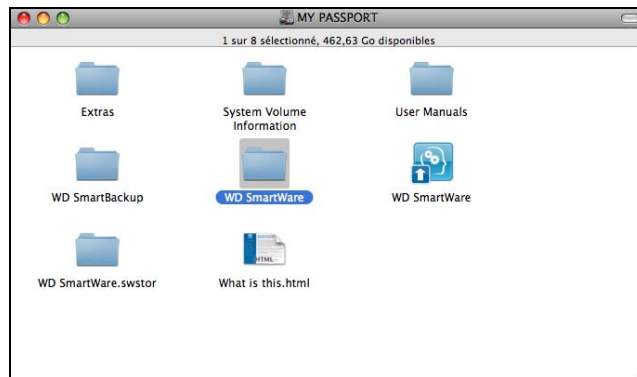 MY PASSPORT
1 sur 8 sélectionné, 462,63 Go disponibles
Extras
System Volume
Information
User Manuals
WD SmartBackup
WD SmartWare
WD SmartWare
WD SmartWare.swstor
HTML
What is this.html